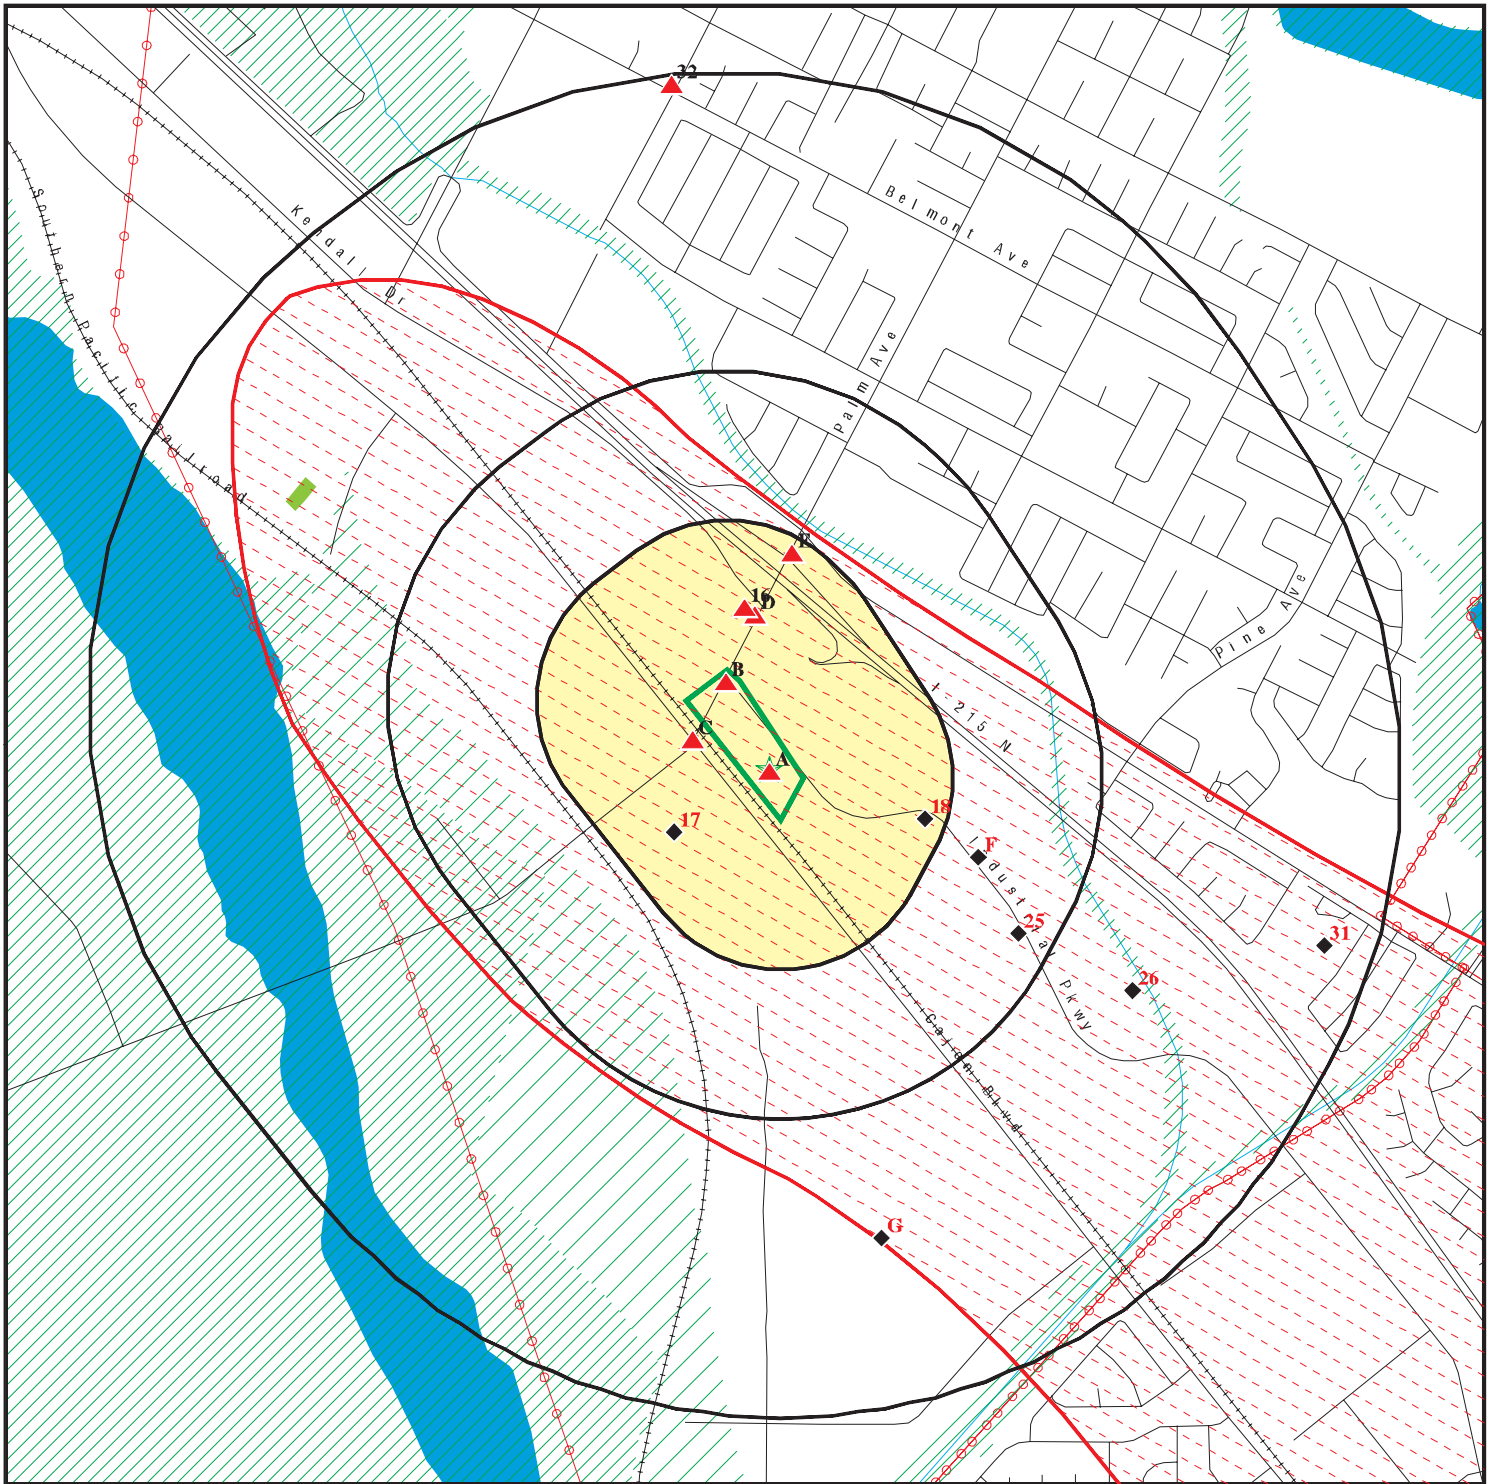 32
Belmont Ave
Kendall Dr
Southern Pacific Railroad
Palm Ave
E
16
D
Pine Ave
B
I 215 N
C
A
18
17
F
Industrial Pkwy
25
31
26
Cajon Blvd
G